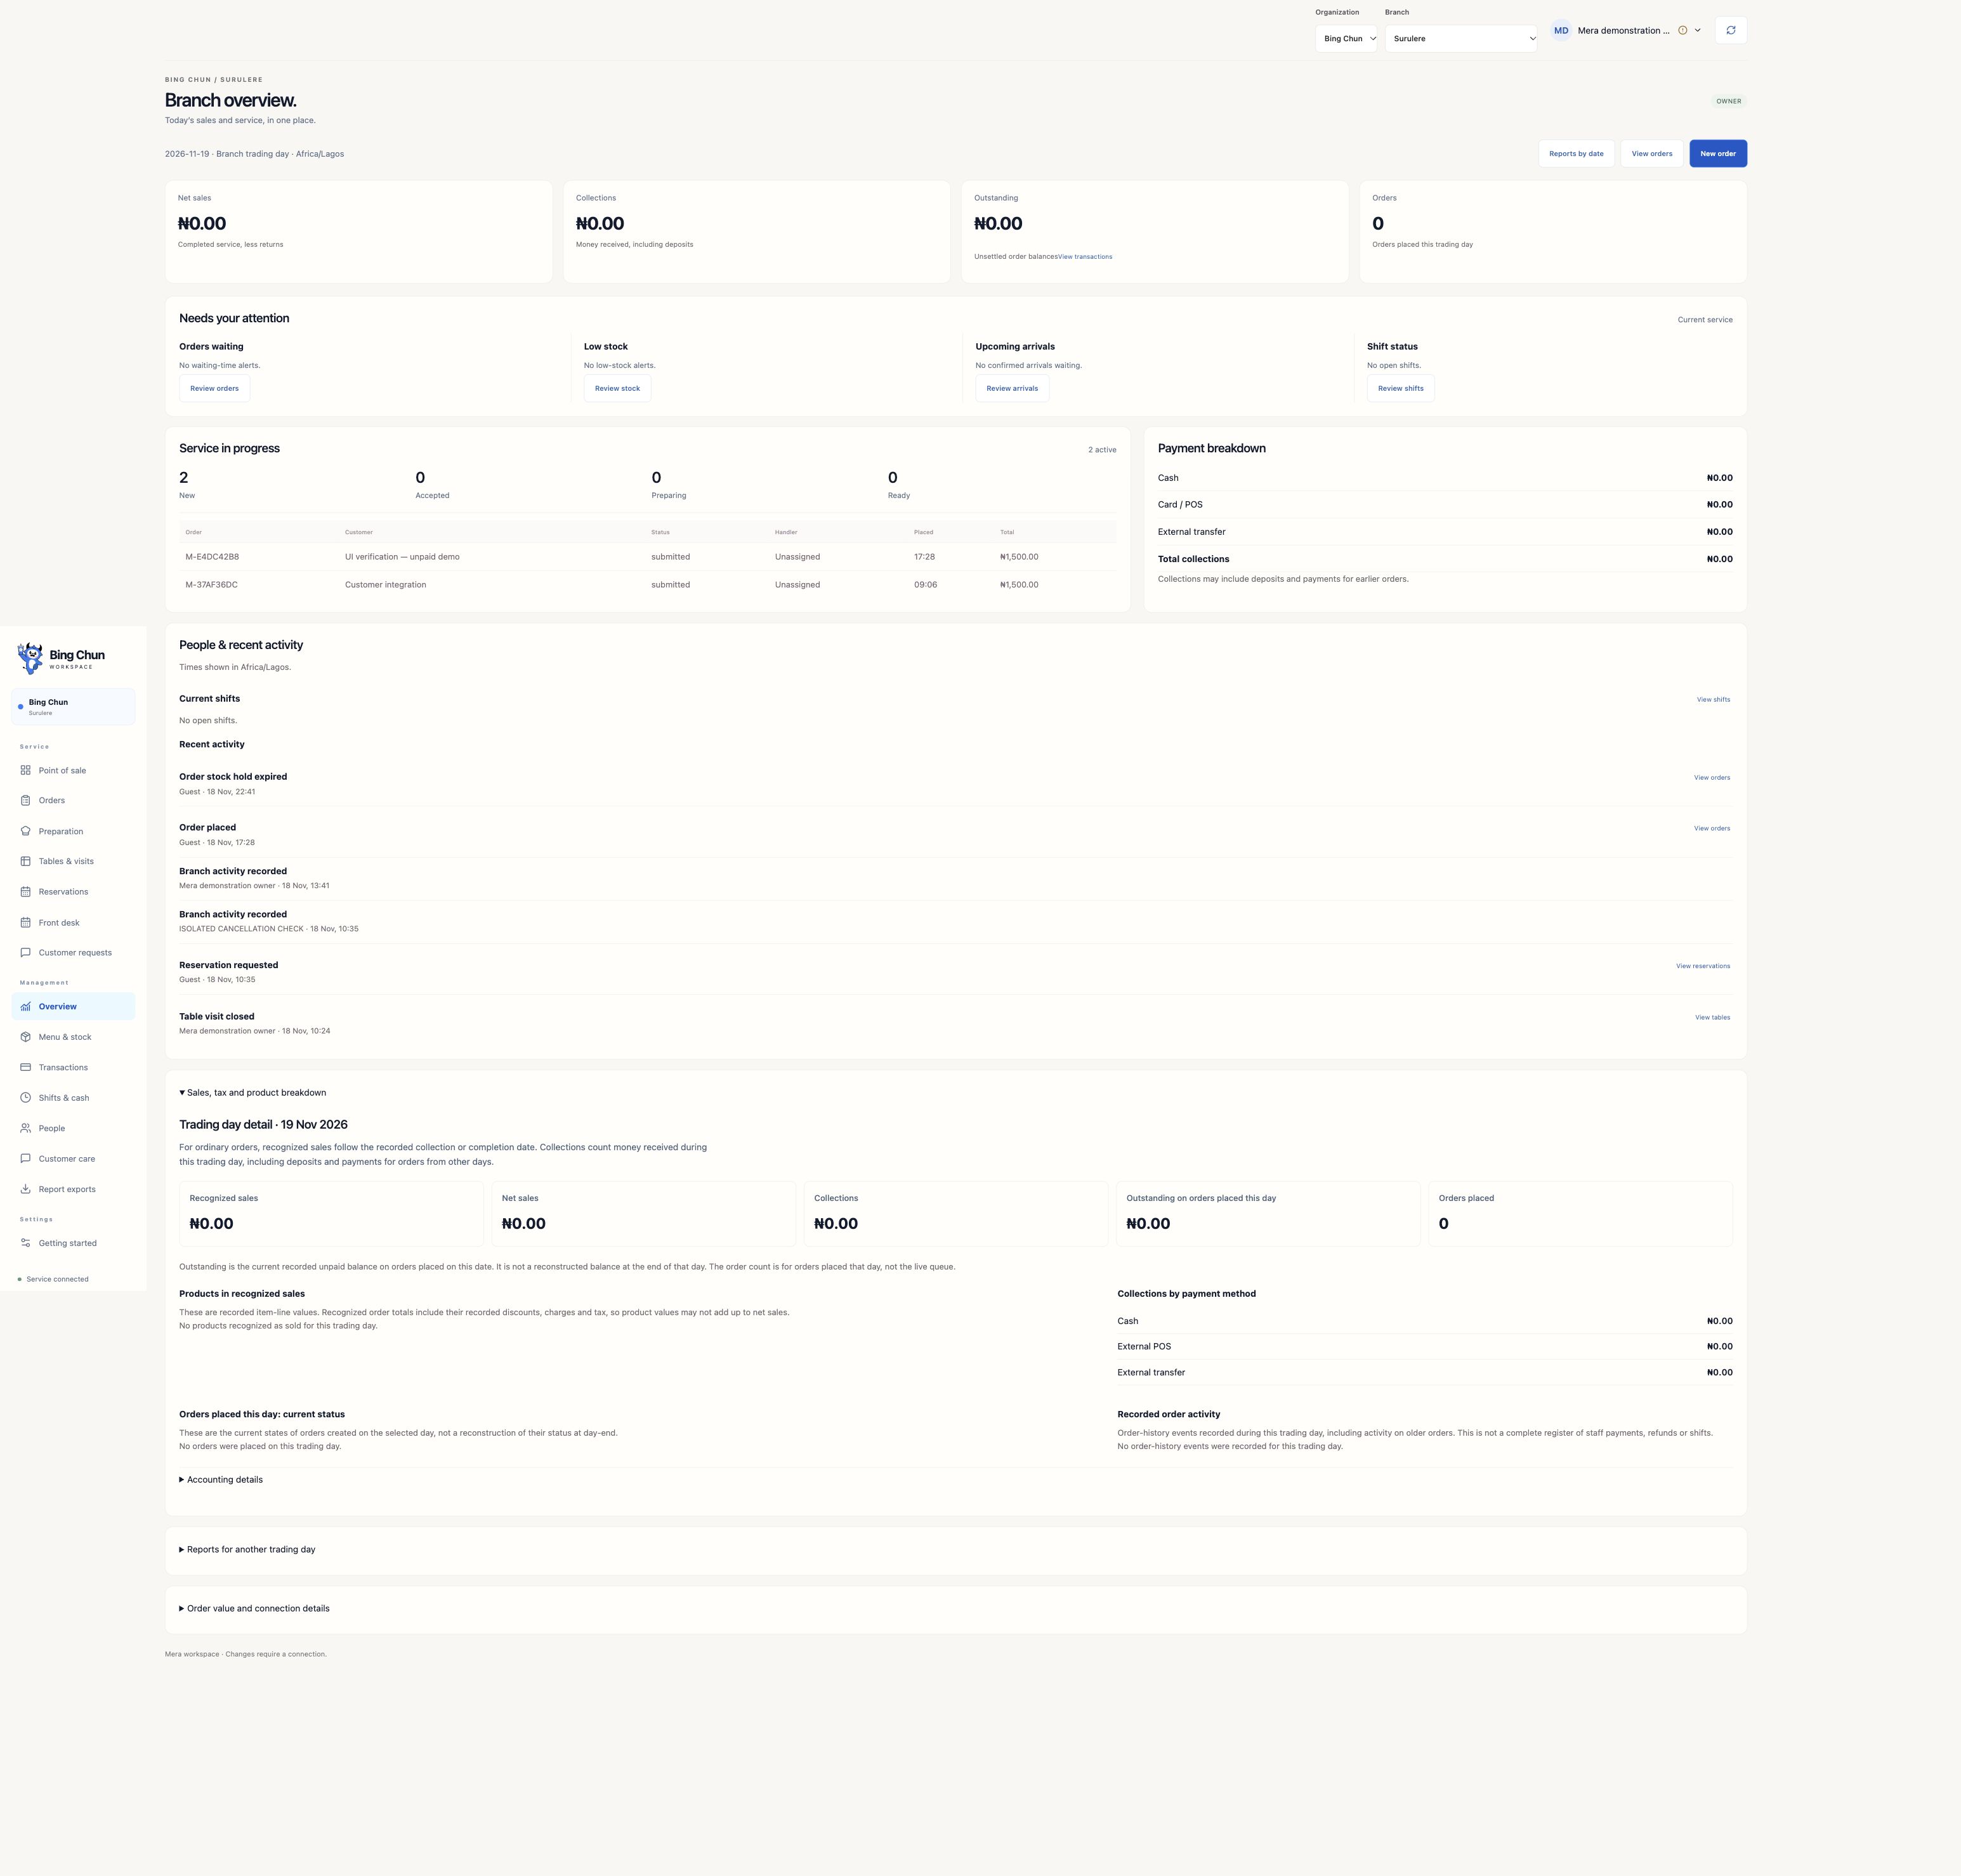 Organization
Branch
Bing Chun
Surulere
MD
Mera demonstration ...
BING CHUN / SURULERE
Branch overview.
OWNER
Today's sales and service, in one place.
2026-11-19 · Branch trading day · Africa/Lagos
Reports by date
View orders
New order
Net sales
₦0.00
Completed service, less returns
Collections
₦0.00
Money received, including deposits
Outstanding
₦0.00
Unsettled order balancesView transactions
Orders
0
Orders placed this trading day
Needs your attention
Current service
Orders waiting
No waiting-time alerts.
Review orders
Low stock
No low-stock alerts.
Review stock
Upcoming arrivals
No confirmed arrivals waiting.
Review arrivals
Shift status
No open shifts.
Review shifts
Service in progress
2 active
2
New
0
Accepted
0
Preparing
0
Ready
Order Customer Status Handler Placed Total
M-E4DC42B8 UI verification — unpaid demo submitted Unassigned 17:28 ₦1,500.00
M-37AF36DC Customer integration submitted Unassigned 09:06 ₦1,500.00
Payment breakdown
Cash ₦0.00
Card / POS ₦0.00
External transfer ₦0.00
Total collections ₦0.00
Collections may include deposits and payments for earlier orders.
Bing Chun
WORKSPACE
Bing Chun
Surulere
Service
Point of sale
Orders
Preparation
Tables & visits
Reservations
Front desk
Customer requests
Management
Overview
Menu & stock
Transactions
Shifts & cash
People
Customer care
Report exports
Settings
Getting started
Service connected
People & recent activity
Times shown in Africa/Lagos.
Current shifts
View shifts
No open shifts.
Recent activity
Order stock hold expired
Guest · 18 Nov, 22:41
View orders
Order placed
Guest · 18 Nov, 17:28
View orders
Branch activity recorded
Mera demonstration owner · 18 Nov, 13:41
Branch activity recorded
ISOLATED CANCELLATION CHECK · 18 Nov, 10:35
Reservation requested
Guest · 18 Nov, 10:35
View reservations
Table visit closed
Mera demonstration owner · 18 Nov, 10:24
View tables
Sales, tax and product breakdown
Trading day detail · 19 Nov 2026
For ordinary orders, recognized sales follow the recorded collection or completion date. Collections count money received during
this trading day, including deposits and payments for orders from other days.
Recognized sales
₦0.00
Net sales
₦0.00
Collections
₦0.00
Outstanding on orders placed this day
₦0.00
Orders placed
0
Outstanding is the current recorded unpaid balance on orders placed on this date. It is not a reconstructed balance at the end of that day. The order count is for orders placed that day, not the live queue.
Products in recognized sales
These are recorded item-line values. Recognized order totals include their recorded discounts, charges and tax, so product values may not add up to net sales.
No products recognized as sold for this trading day.
Collections by payment method
Cash ₦0.00
External POS ₦0.00
External transfer ₦0.00
Orders placed this day: current status
These are the current states of orders created on the selected day, not a reconstruction of their status at day-end.
No orders were placed on this trading day.
Recorded order activity
Order-history events recorded during this trading day, including activity on older orders. This is not a complete register of staff payments, refunds or shifts.
No order-history events were recorded for this trading day.
Accounting details
Reports for another trading day
Order value and connection details
Mera workspace · Changes require a connection.